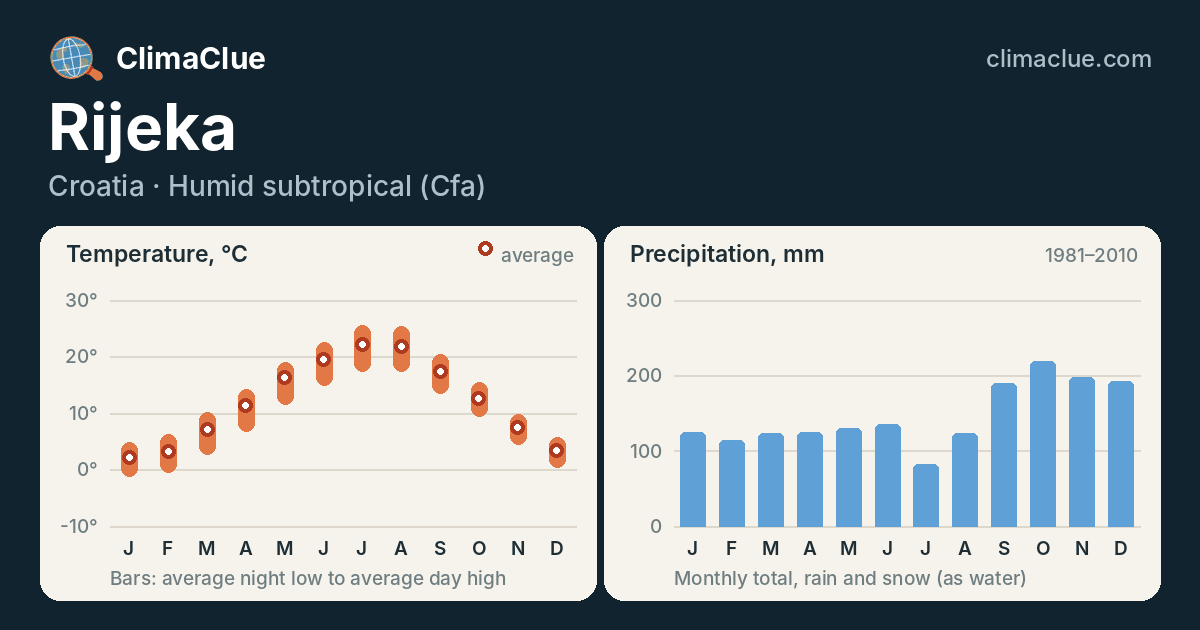 ClimaClue
climaclue.com
Rijeka
Croatia · Humid subtropical (Cfa)
Temperature, °C
average
30°
20°
10°
0°
-10°
J F M A M J J A S O N D
Bars: average night low to average day high
Precipitation, mm
1981–2010
300
200
100
0
J F M A M J J A S O N D
Monthly total, rain and snow (as water)